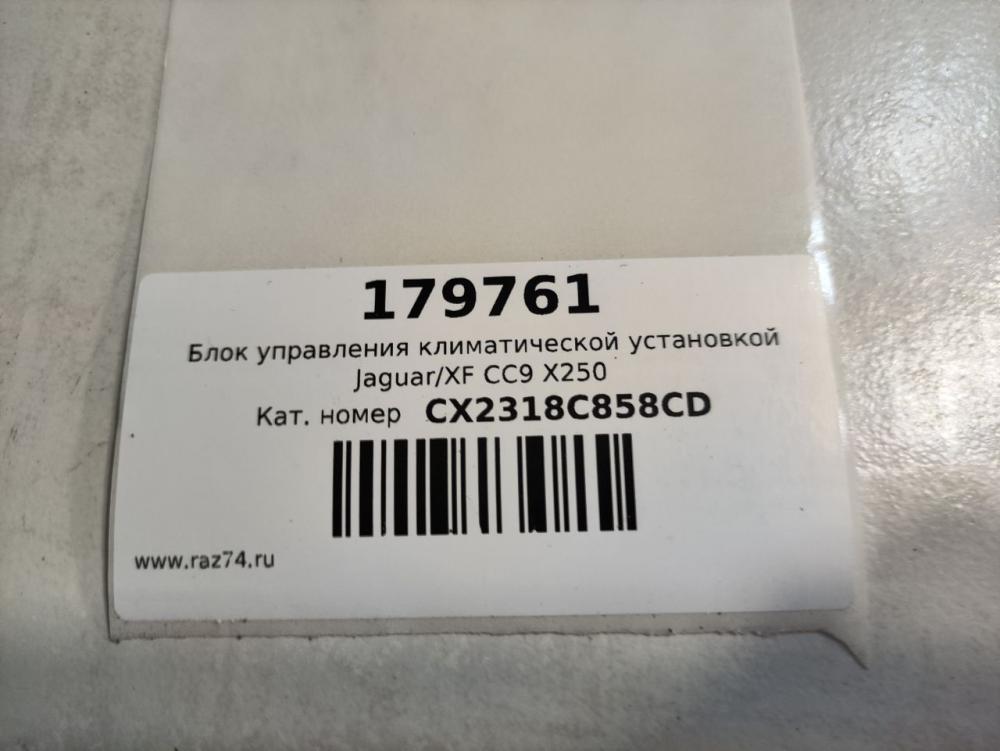 179761
Блок управления климатической установкой
Jaguar/XF CC9 X250
Кат. номер CX2318C858CD
www.raz74.ru